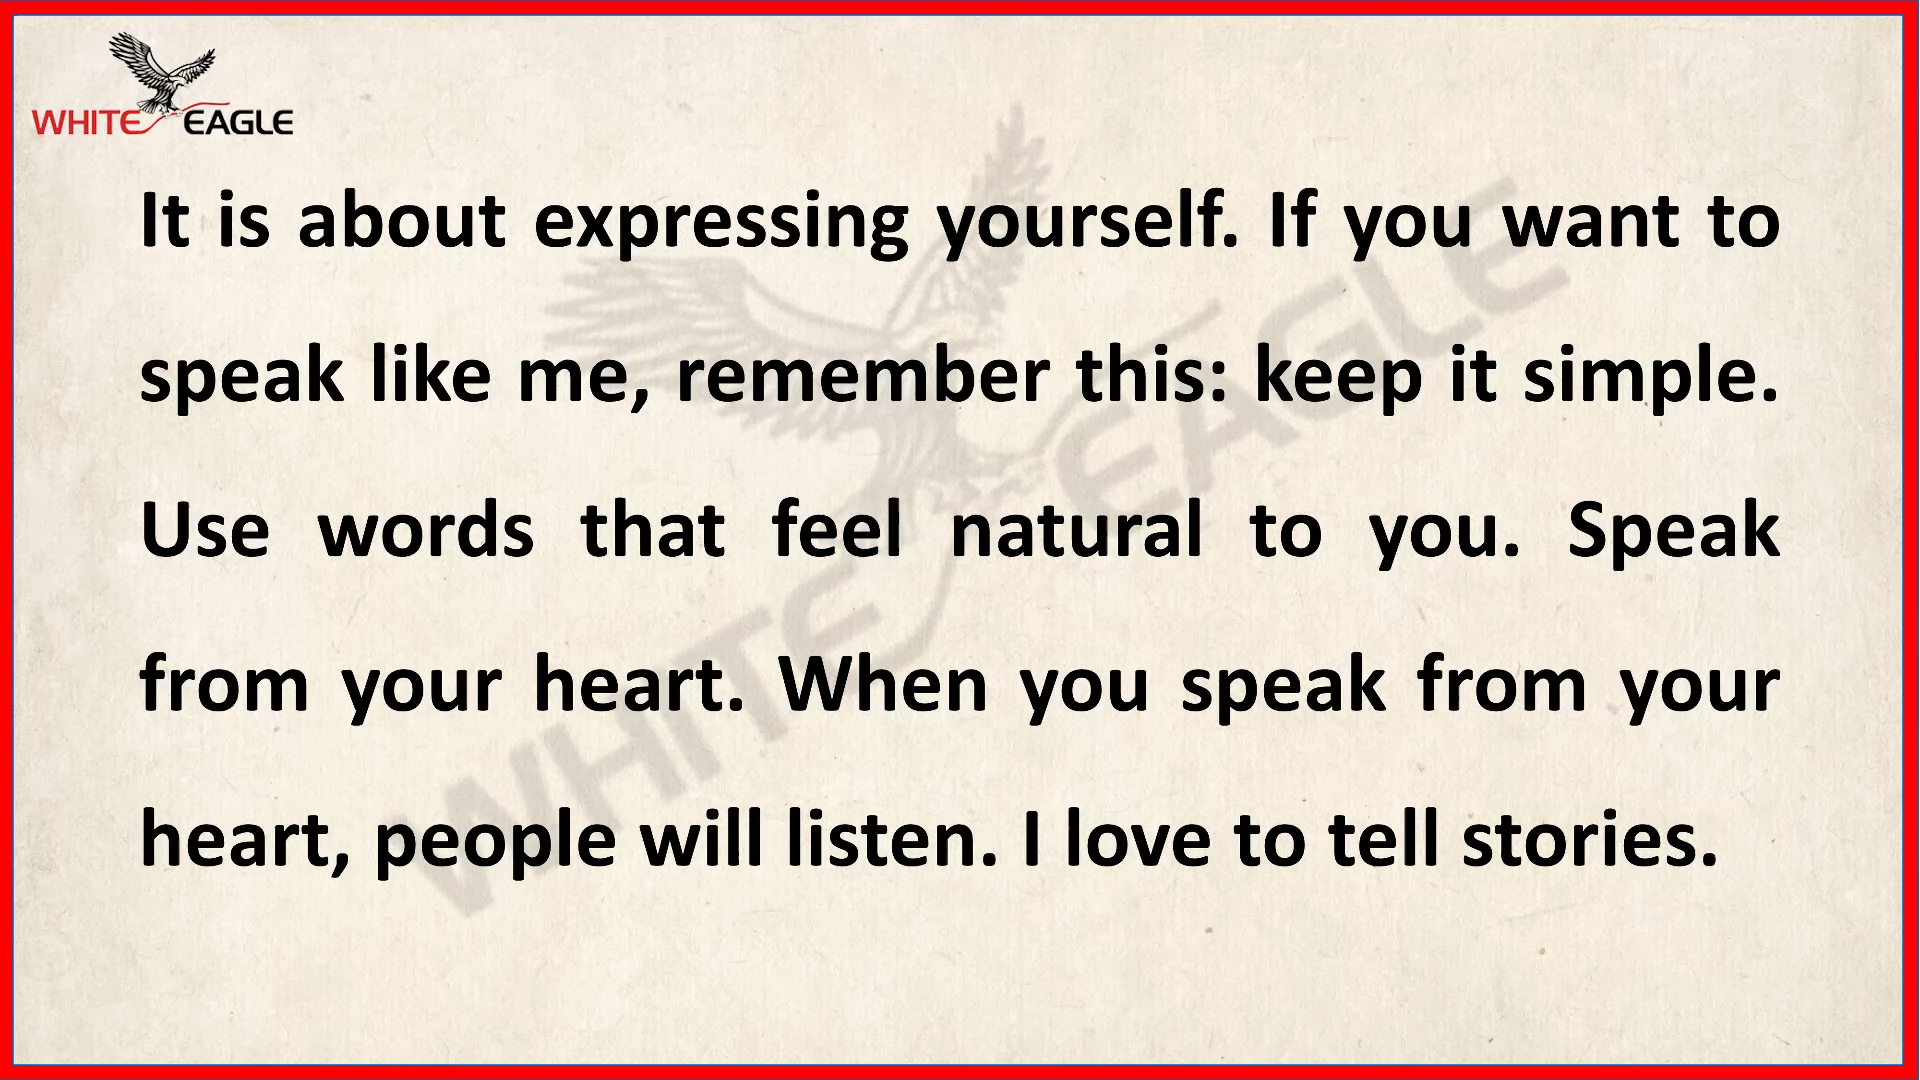 WHITE EAGLE
It is about expressing yourself. If you want to
speak like me, remember this: keep it simple.
Use words that feel natural to you. Speak
from your heart. When you speak from your
heart, people will listen. I love to tell stories.
WHITE EAGLE